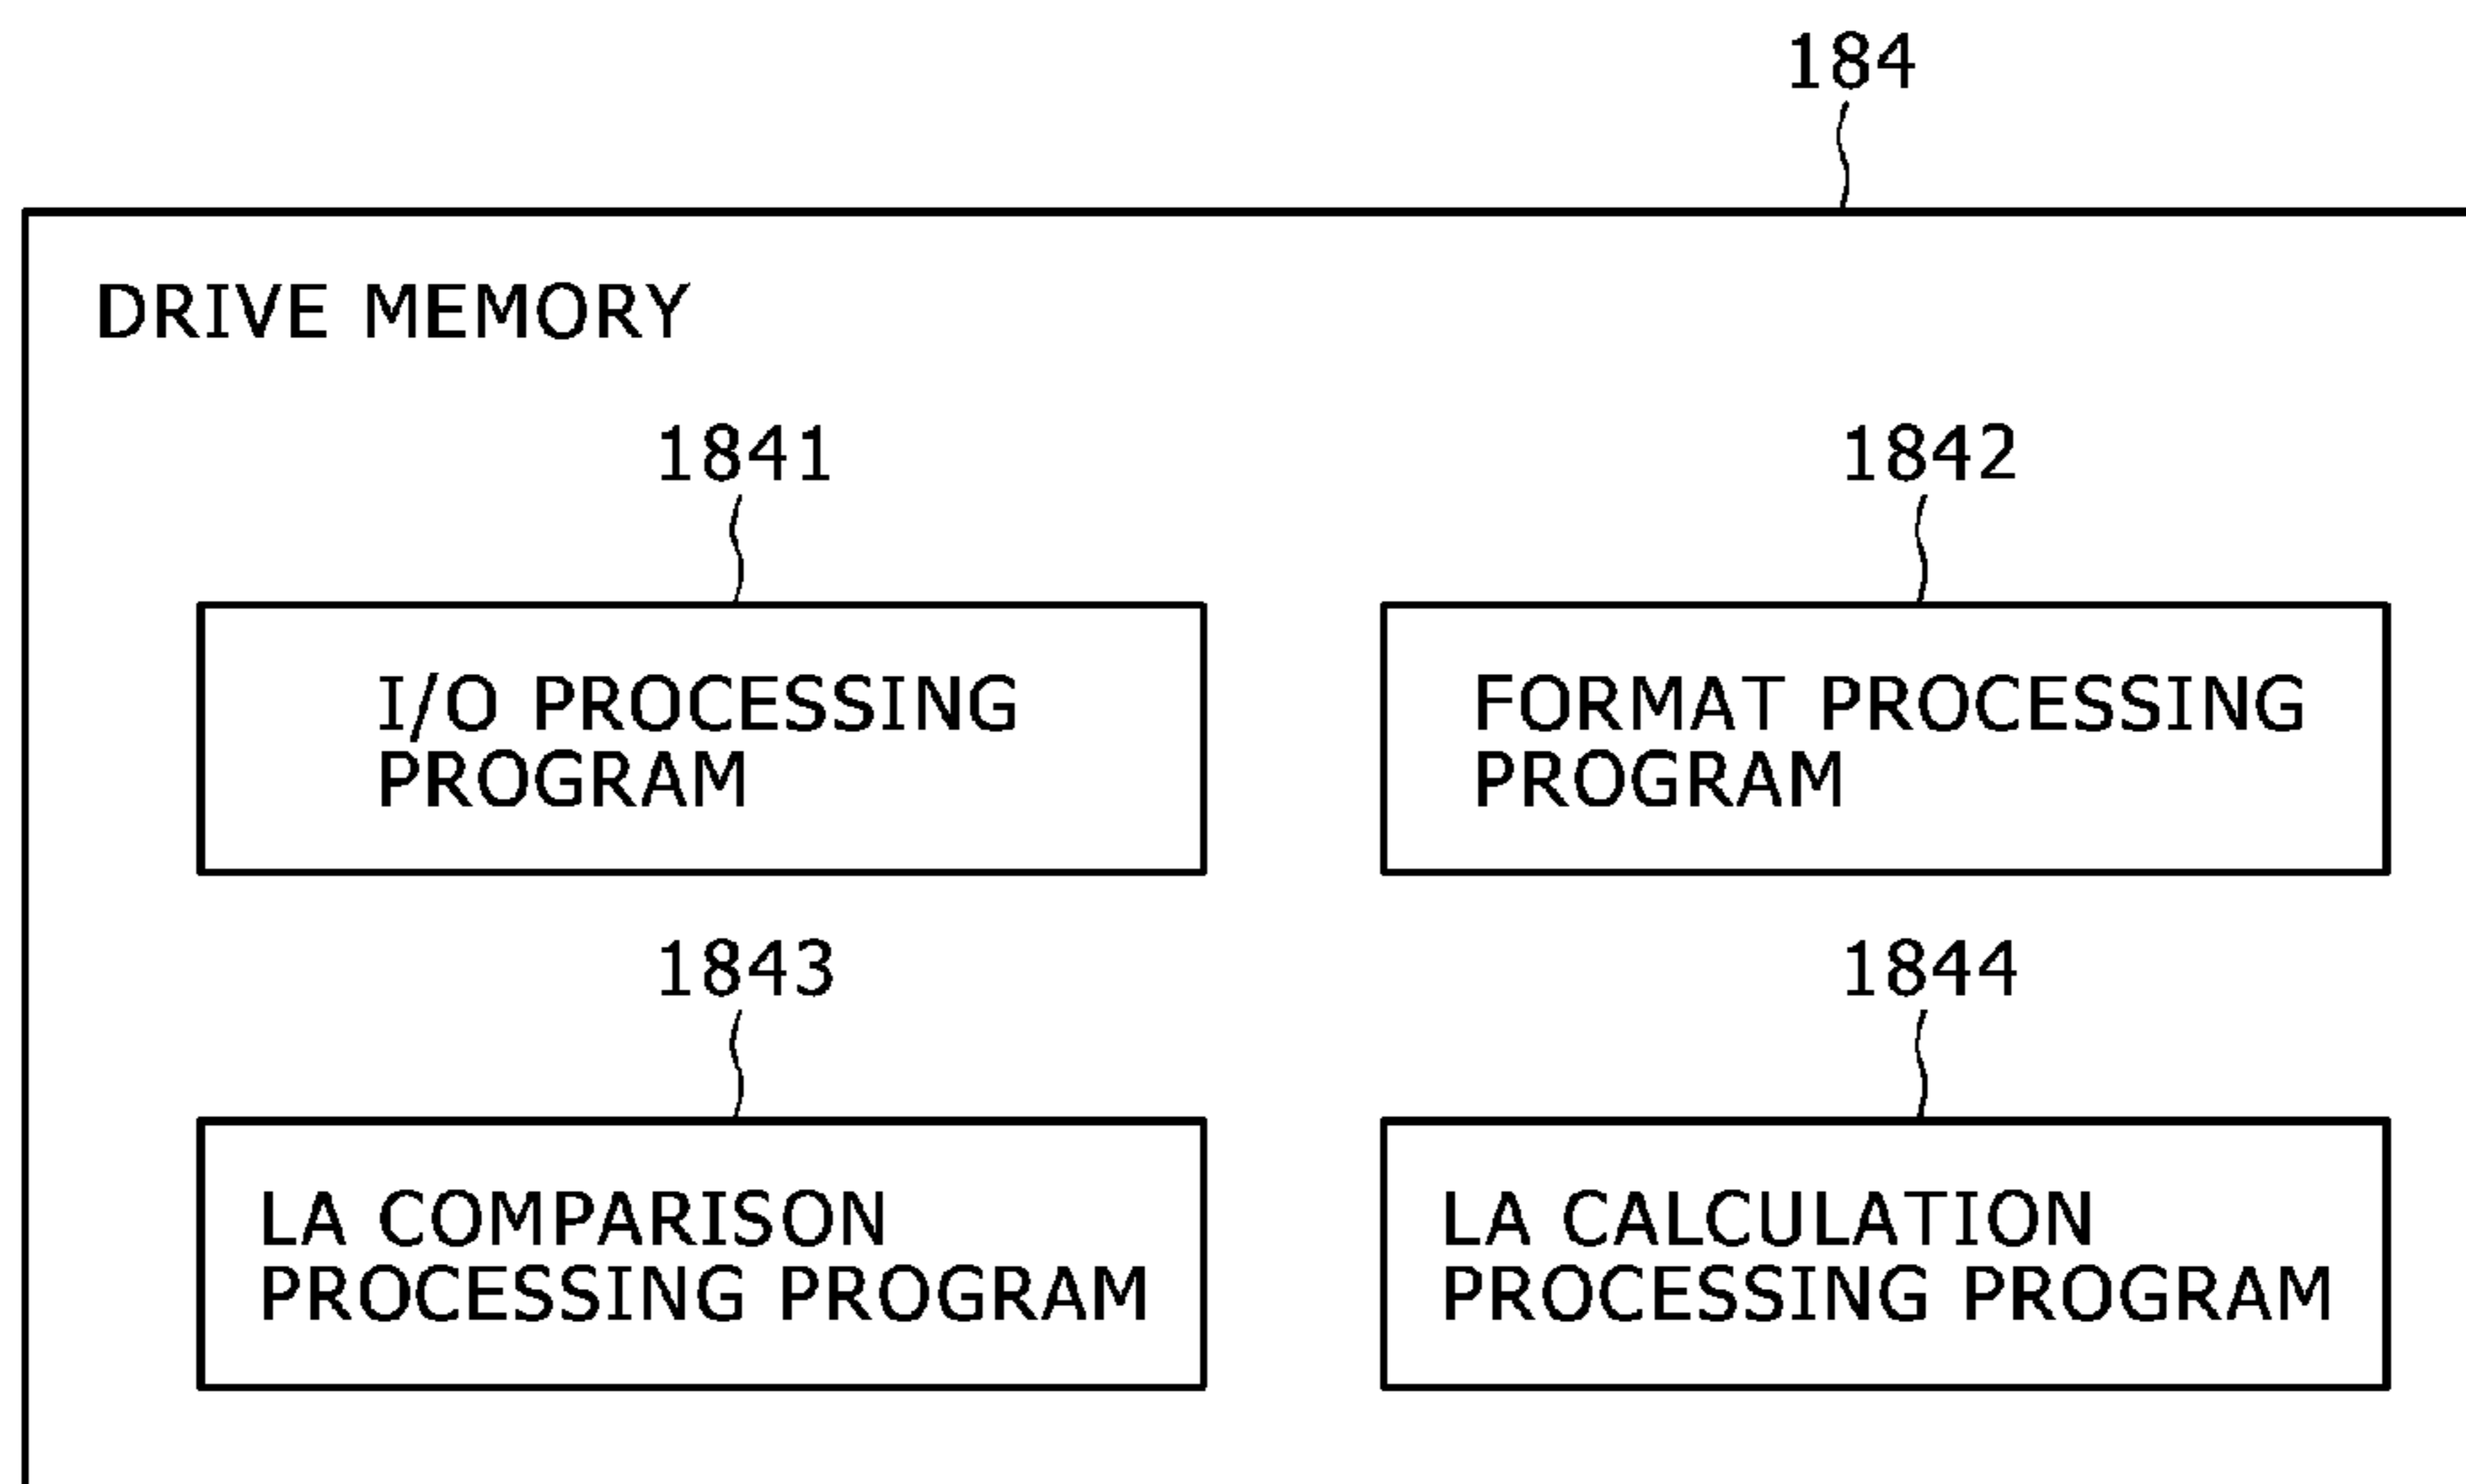 184
DRIVE MEMORY
1841
1842
I/O PROCESSING
PROGRAM
FORMAT PROCESSING
PROGRAM
1843
1844
LA COMPARISON
PROCESSING PROGRAM
LA CALCULATION
PROCESSING PROGRAM